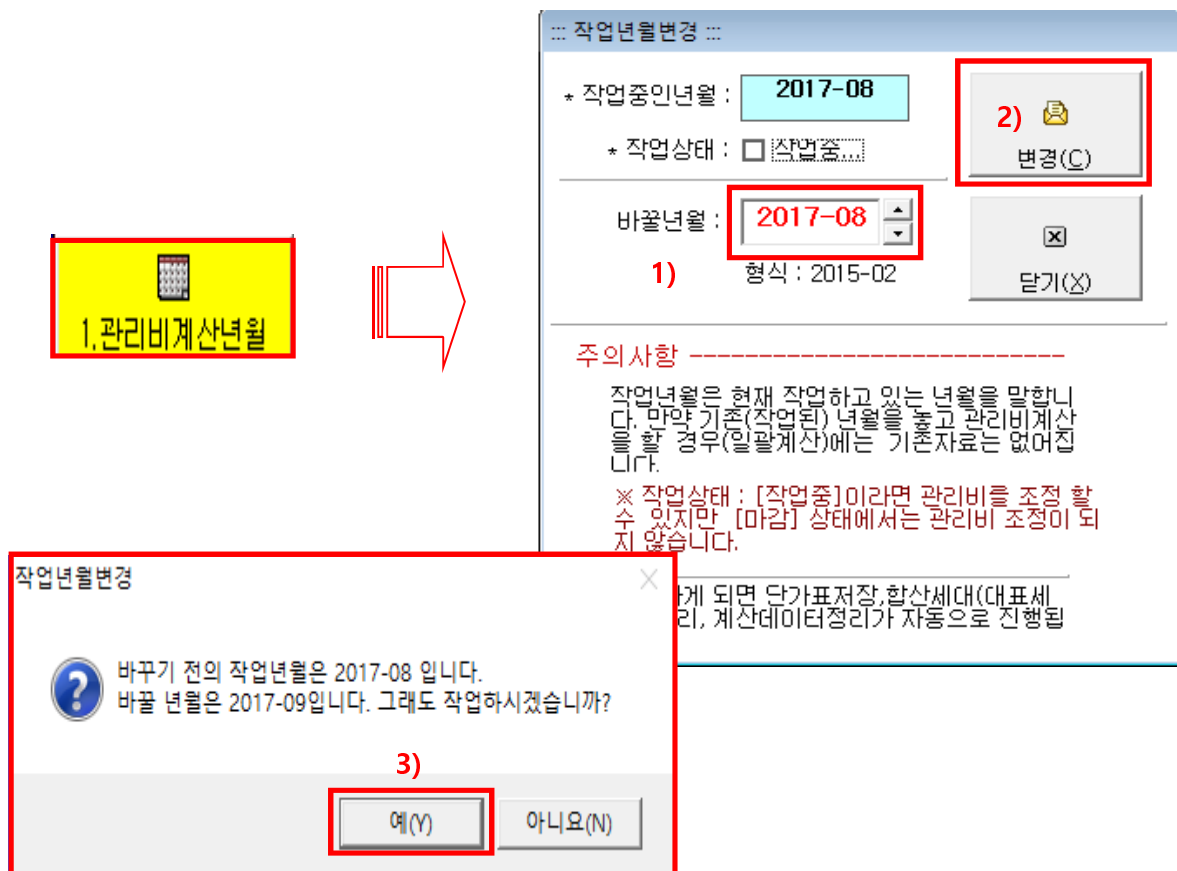 ::: 작업년월변경 :::
* 작업중인년월 : 2017-08
* 작업상태 : 작업중...
2)
변경(C)
바꿀년월 : 2017-08
1)
형식 : 2015-02
닫기(X)
1.관리비계산년월
주의사항 ---------------------------
작업년월은 현재 작업하고 있는 년월을 말합니
다. 만약 기존(작업된) 년월을 놓고 관리비계산
을 할 경우(일괄계산)에는 기존자료는 없어집
니다.
※ 작업상태 : [작업중]이라면 관리비를 조정 할
수 있지만 [마감] 상태에서는 관리비 조정이 되
지 않습니다.
하게 되면 단가표저장,합산세대(대표세
리, 계산데이터정리가 자동으로 진행됩
작업년월변경
바꾸기 전의 작업년월은 2017-08 입니다.
바꿀 년월은 2017-09입니다. 그래도 작업하시겠습니까?
3)
예(Y)
아니요(N)